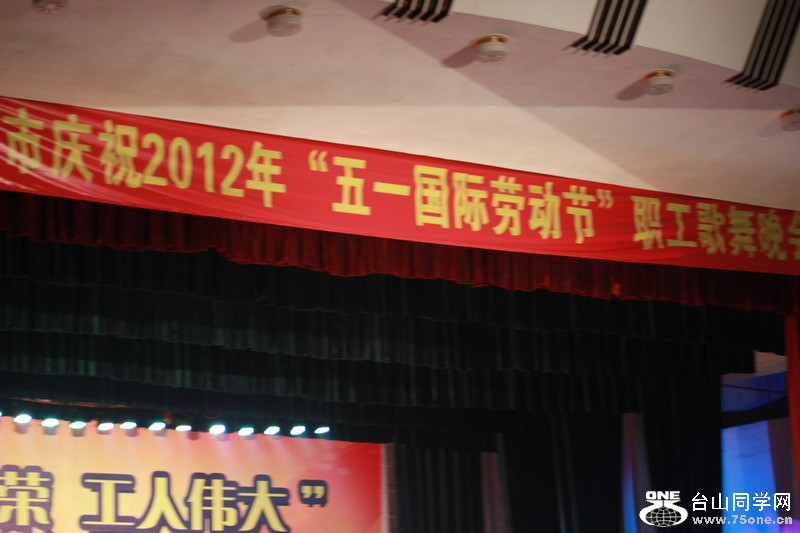 市庆祝2012年“五一国际劳动节”职工歌舞晚会
荣 工人伟大”
ONE 台山同学网
www.75one.cn